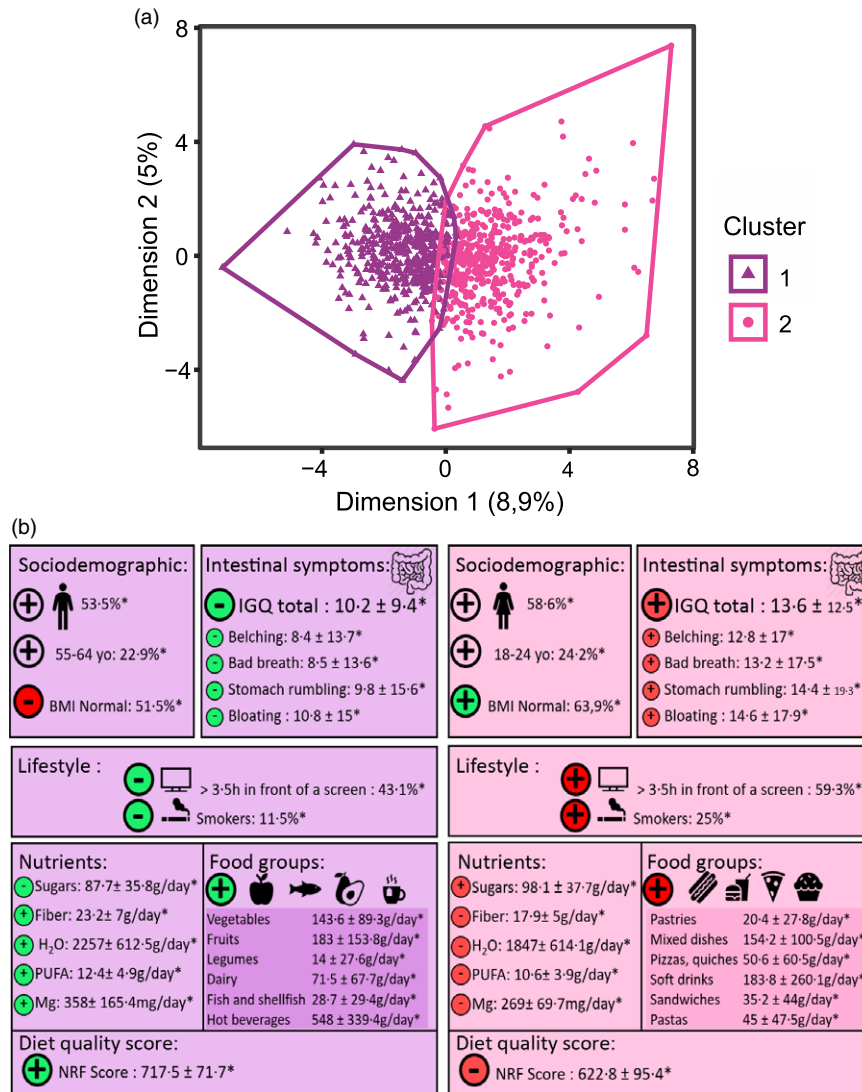 (a)
8
4
0
−4
−4
0
4
8
Dimension 2 (5%)
Dimension 1 (8,9%)
Cluster
1
2
(b)
Sociodemographic:
+ 53.5%*
+ 55-64 yo: 22.9%*
- BMI Normal: 51.5%*
Intestinal symptoms:
- IGQ total : 10·2 ± 9·4*
- Belching: 8·4 ± 13·7*
- Bad breath: 8·5 ± 13·6*
- Stomach rumbling: 9·8 ± 15·6*
- Bloating : 10·8 ± 15*
Lifestyle :
- > 3·5h in front of a screen : 43.1%*
- Smokers: 11.5%*
Nutrients:
- Sugars: 87·7± 35·8g/day*
+ Fiber: 23·2± 7g/day*
+ H₂O: 2257± 612·5g/day*
+ PUFA: 12·4± 4·9g/day*
+ Mg: 358± 165·4mg/day*
Food groups:
+
Vegetables 143·6 ± 89·3g/day*
Fruits 183 ± 153·8g/day*
Legumes 14 ± 27·6g/day*
Dairy 71·5 ± 67·7g/day*
Fish and shellfish 28·7 ± 29·4g/day*
Hot beverages 548 ± 339·4g/day*
Diet quality score:
+ NRF Score : 717·5 ± 71·7*
Sociodemographic:
+ 58.6%*
+ 18-24 yo: 24.2%*
+ BMI Normal: 63,9%*
Intestinal symptoms:
+ IGQ total : 13·6 ± 12·5*
+ Belching: 12·8 ± 17*
+ Bad breath: 13·2 ± 17·5*
+ Stomach rumbling: 14·4 ± 19·3*
+ Bloating: 14·6 ± 17·9*
Lifestyle :
+ > 3·5h in front of a screen : 59.3%*
+ Smokers: 25%*
Nutrients:
+ Sugars: 98·1 ± 37·7g/day*
- Fiber: 17·9± 5g/day*
- H₂O: 1847± 614·1g/day*
- PUFA: 10·6± 3·9g/day*
- Mg: 269± 69·7mg/day*
Food groups:
+
Pastries 20·4 ± 27·8g/day*
Mixed dishes 154·2 ± 100·5g/day*
Pizzas, quiches 50·6 ± 60·5g/day*
Soft drinks 183·8 ± 260·1g/day*
Sandwiches 35·2 ± 44g/day*
Pastas 45 ± 47·5g/day*
Diet quality score:
- NRF Score : 622·8 ± 95·4*